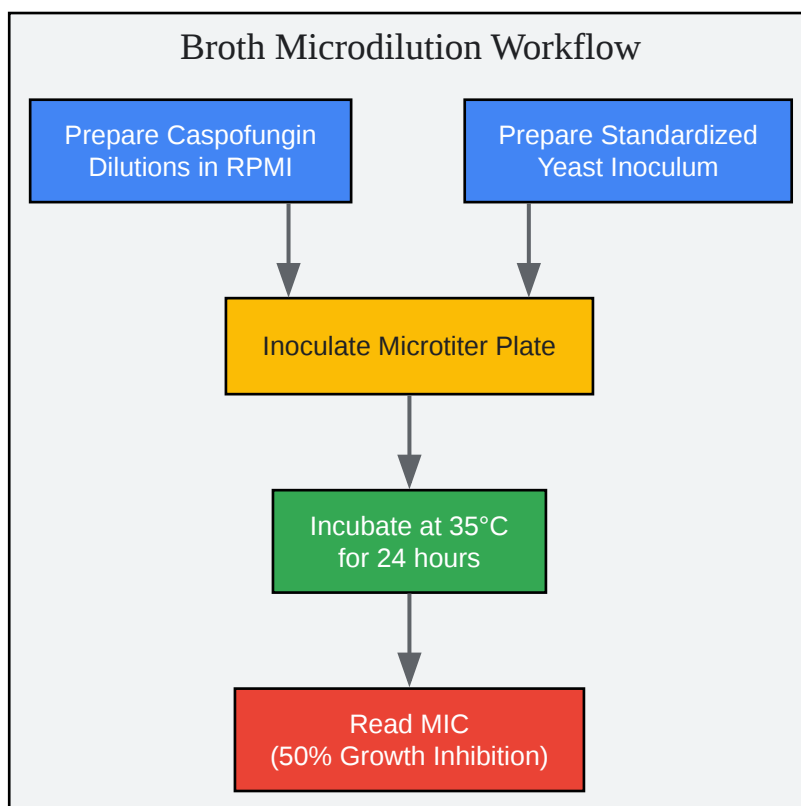 Broth Microdilution Workflow
Prepare Caspofungin
Dilutions in RPMI
Prepare Standardized
Yeast Inoculum
Inoculate Microtiter Plate
Incubate at 35°C
for 24 hours
Read MIC
(50% Growth Inhibition)